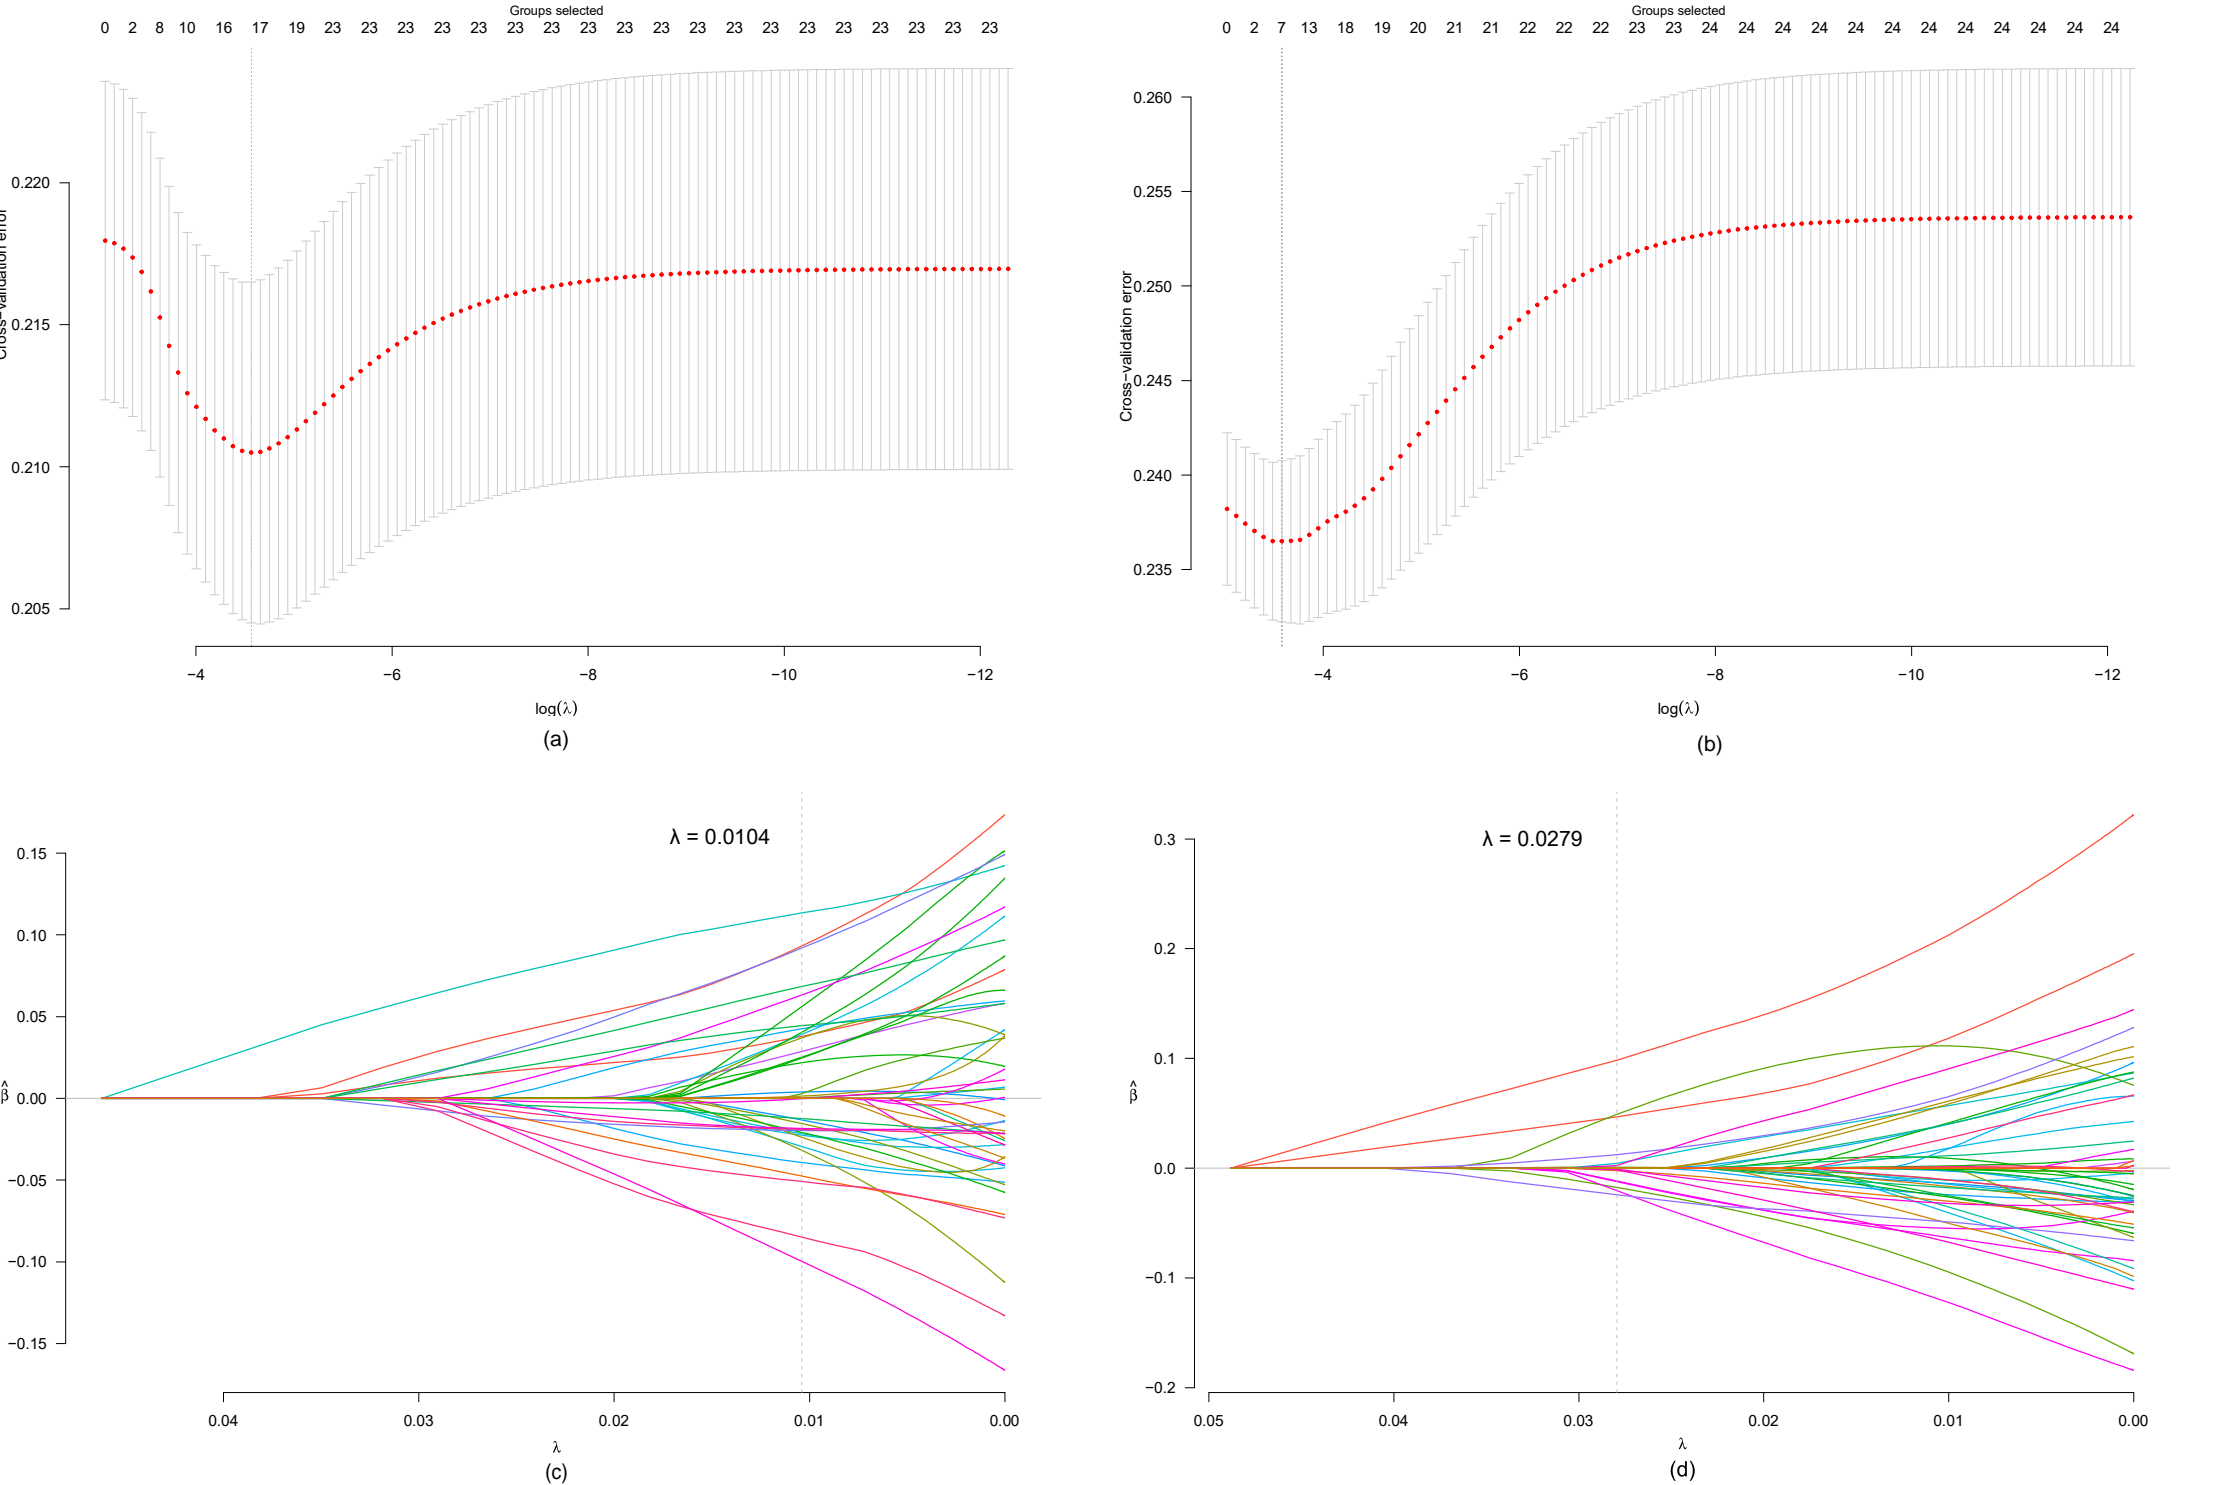 Groups selected
0 2 8 10 16 17 19 23 23 23 23 23 23 23 23 23 23 23 23 23 23 23 23 23 23 23
0.220
0.215
0.210
0.205
Cross−validation error
−4 −6 −8 −10 −12
log(λ)
(a)
Groups selected
0 2 7 13 18 19 20 21 21 22 22 22 23 23 24 24 24 24 24 24 24 24 24 24 24 24
0.260
0.255
0.250
0.245
0.240
0.235
Cross−validation error
−4 −6 −8 −10 −12
log(λ)
(b)
λ = 0.0104
0.15
0.10
0.05
0.00
−0.05
−0.10
−0.15
β̂
0.04 0.03 0.02 0.01 0.00
λ
(c)
λ = 0.0279
0.3
0.2
0.1
0.0
−0.1
−0.2
β̂
0.05 0.04 0.03 0.02 0.01 0.00
λ
(d)